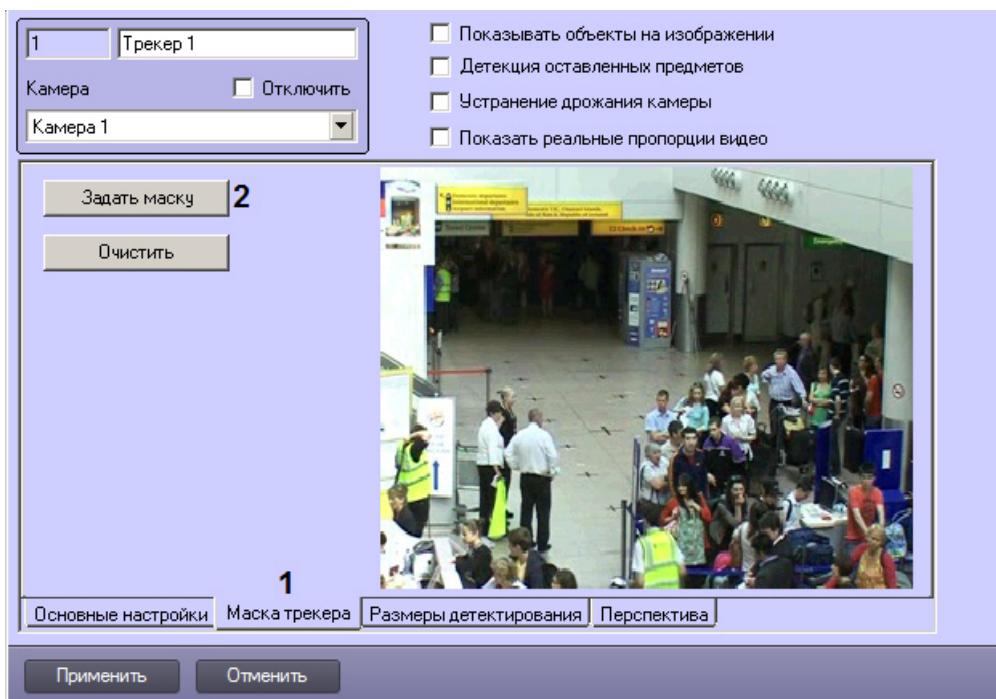 1
Трекер 1
Камера
Отключить
Камера 1
Показывать объекты на изображении
Детекция оставленных предметов
Устранение дрожания камеры
Показать реальные пропорции видео
Задать маску
2
Очистить
1
Основные настройки
Маска трекера
Размеры детектирования
Перспектива
Применить
Отменить